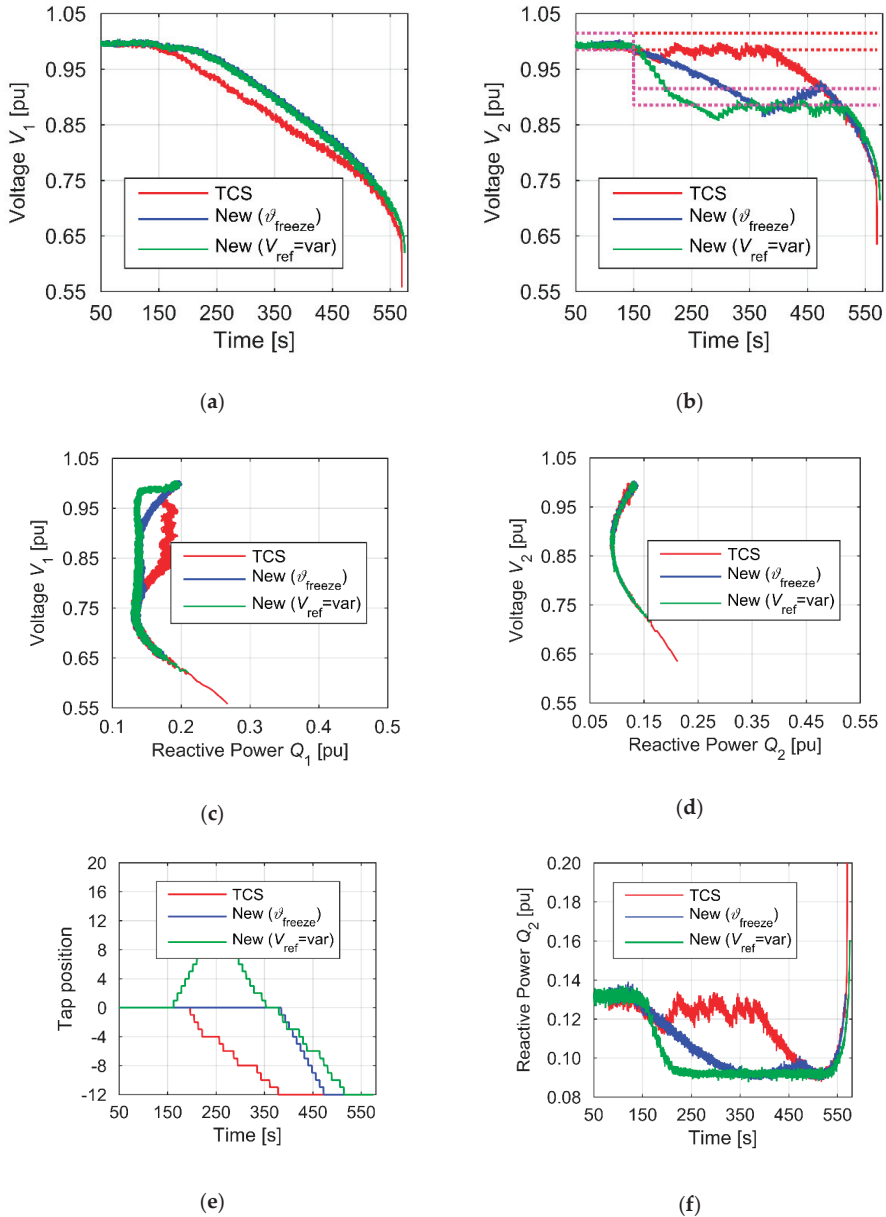 1.05
0.95
0.85
0.75
0.65
0.55
Voltage V1 [pu]
TCS
New (ϑfreeze)
New (Vref=var)
50 150 250 350 450 550
Time [s]
(a)
1.05
0.95
0.85
0.75
0.65
0.55
Voltage V2 [pu]
TCS
New (ϑfreeze)
New (Vref=var)
50 150 250 350 450 550
Time [s]
(b)
1.05
0.95
0.85
0.75
0.65
0.55
Voltage V1 [pu]
TCS
New (ϑfreeze)
New (Vref=var)
0.1 0.2 0.3 0.4 0.5
Reactive Power Q1 [pu]
(c)
1.05
0.95
0.85
0.75
0.65
0.55
Voltage V2 [pu]
TCS
New (ϑfreeze)
New (Vref=var)
0.05 0.15 0.25 0.35 0.45 0.55
Reactive Power Q2 [pu]
(d)
20
16
12
8
4
0
-4
-8
-12
Tap position
TCS
New (ϑfreeze)
New (Vref=var)
50 150 250 350 450 550
Time [s]
(e)
0.20
0.18
0.16
0.14
0.12
0.10
0.08
Reactive Power Q2 [pu]
TCS
New (ϑfreeze)
New (Vref=var)
50 150 250 350 450 550
Time [s]
(f)